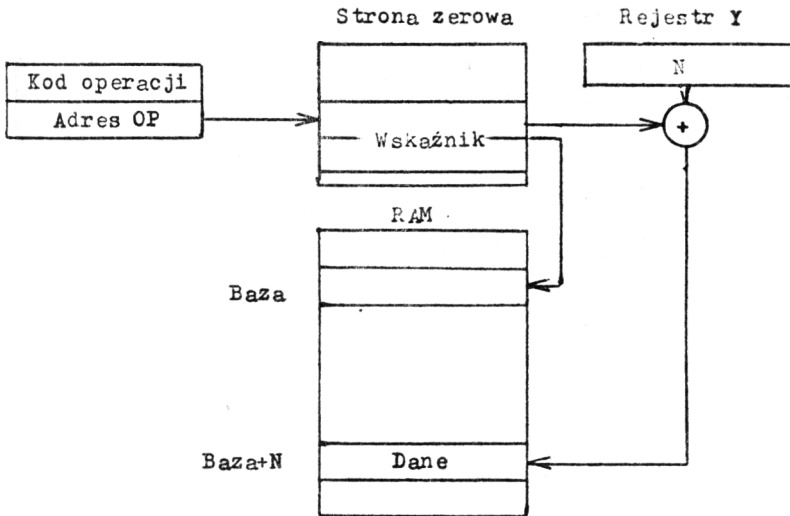 Strona zerowa
Rejestr Y
Kod operacji
Adres OP
N
+
Wskaźnik
RAM
Baza
Baza+N
Dane